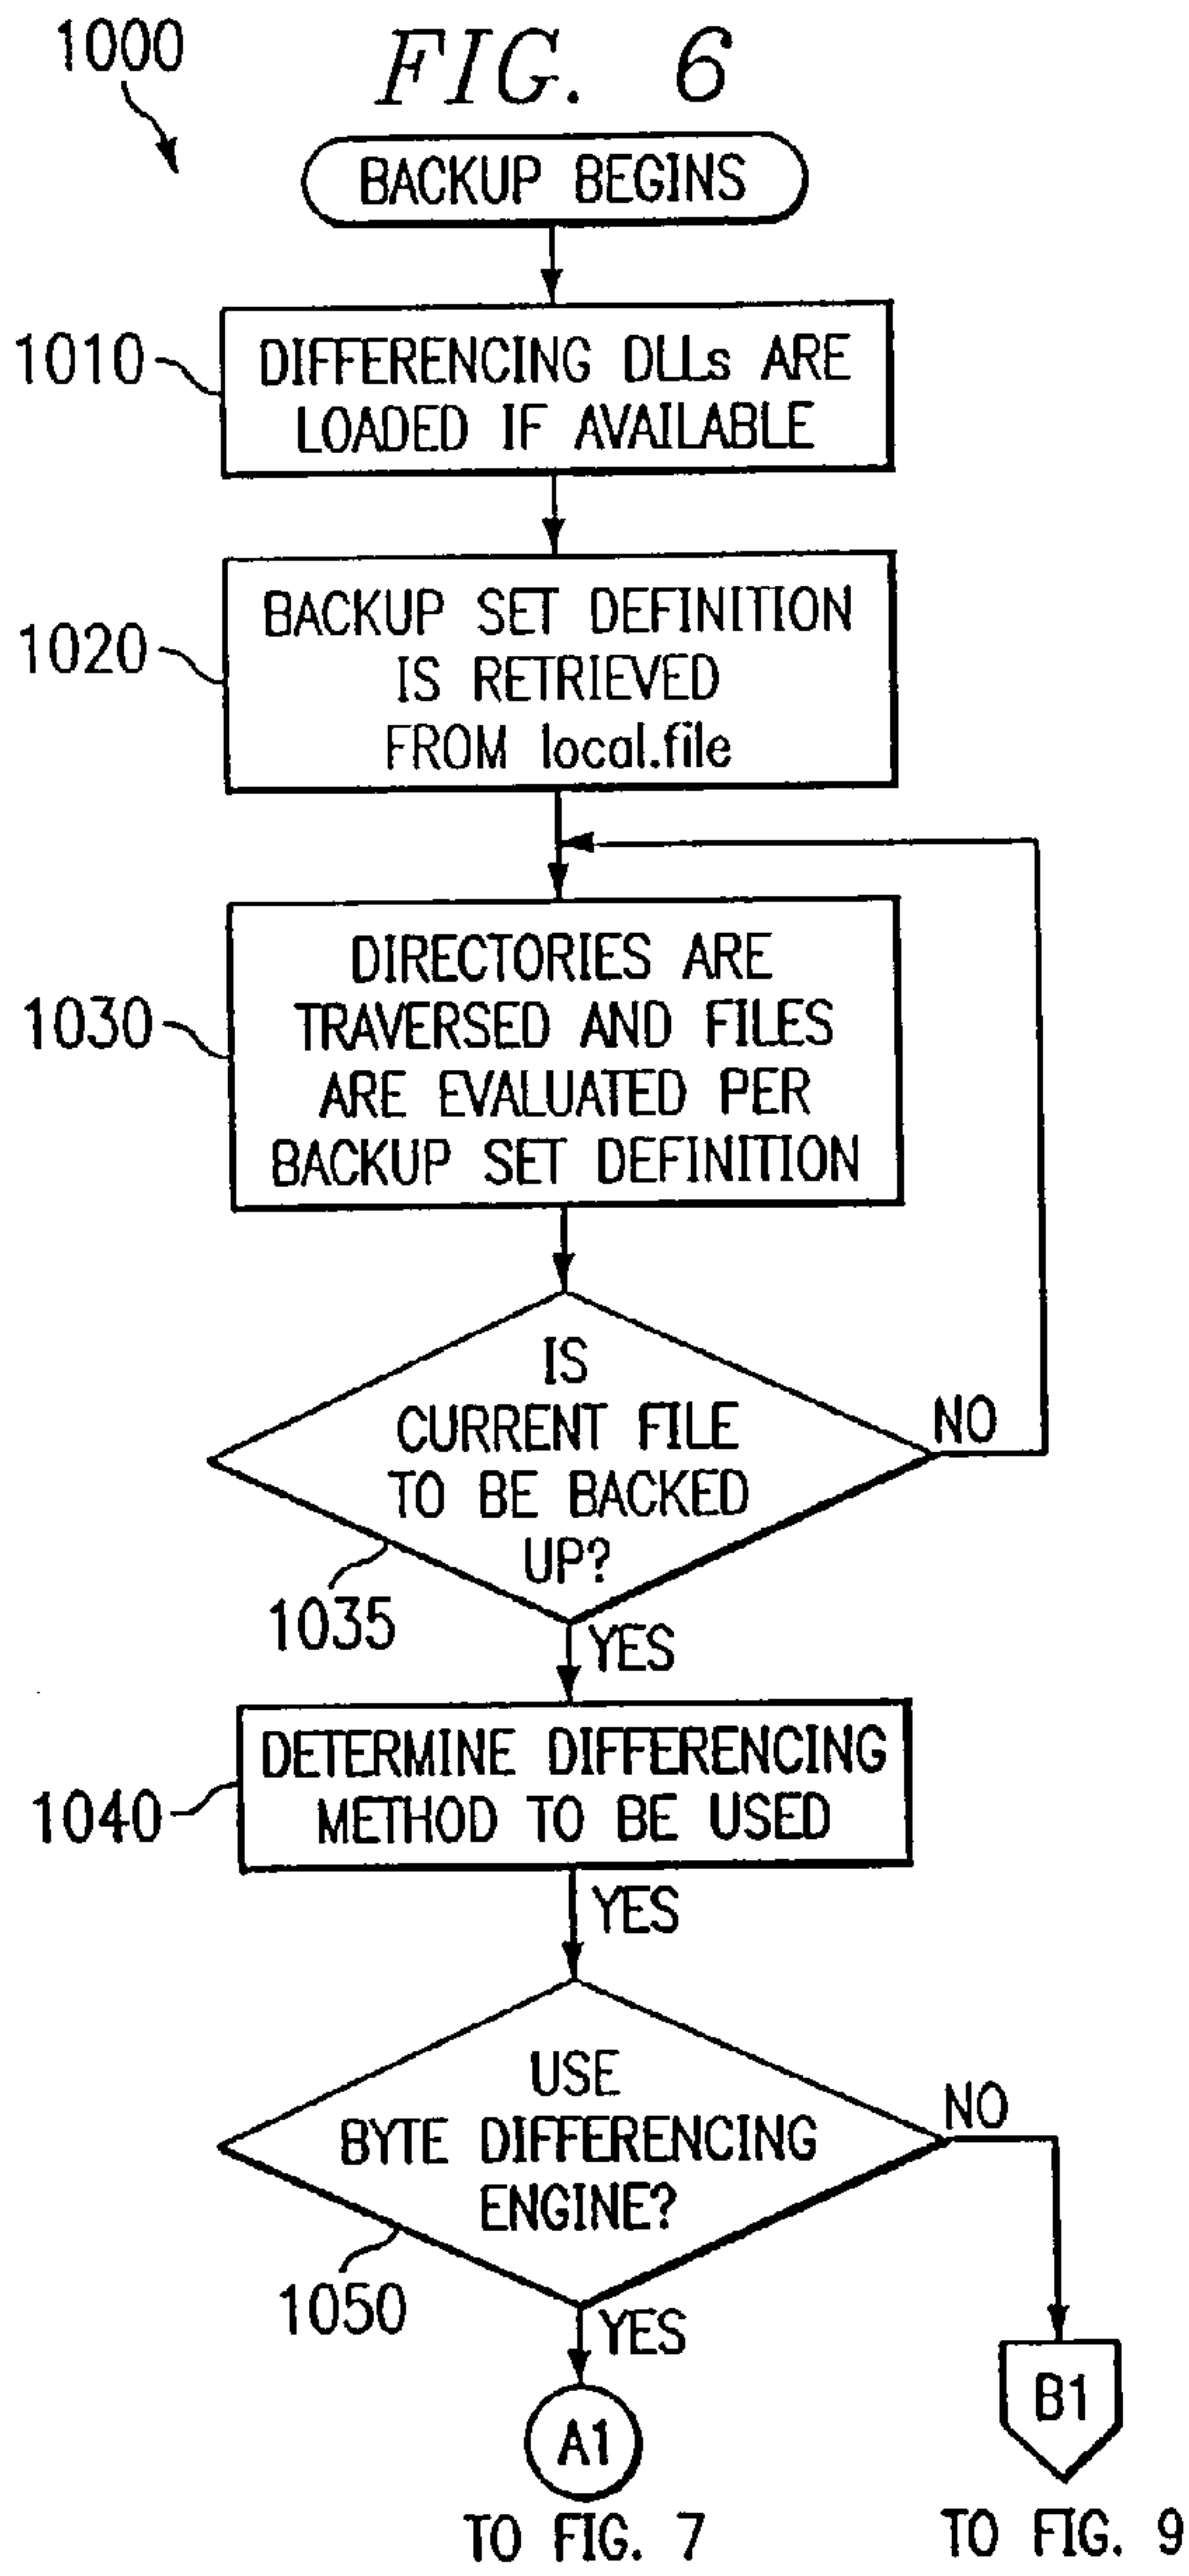 1000
FIG. 6
BACKUP BEGINS
1010
DIFFERENCING DLLs ARE
LOADED IF AVAILABLE
1020
BACKUP SET DEFINITION
IS RETRIEVED
FROM local.file
1030
DIRECTORIES ARE
TRAVERSED AND FILES
ARE EVALUATED PER
BACKUP SET DEFINITION
IS
CURRENT FILE
TO BE BACKED
UP?
NO
1035
YES
1040
DETERMINE DIFFERENCING
METHOD TO BE USED
YES
USE
BYTE DIFFERENCING
ENGINE?
NO
1050
YES
A1
B1
TO FIG. 7
TO FIG. 9